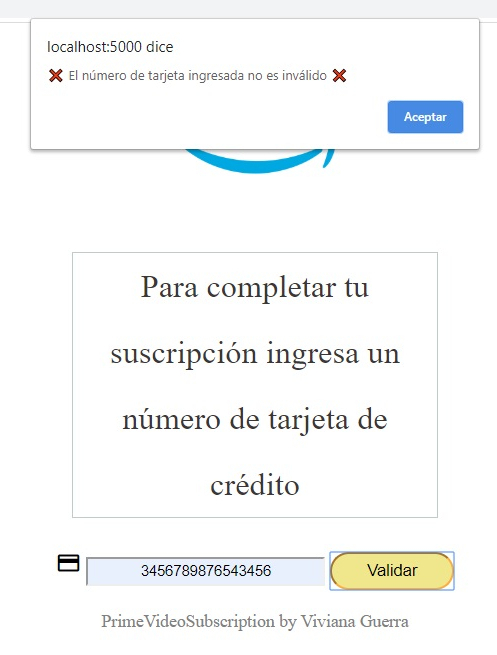 localhost:5000 dice
❌ El número de tarjeta ingresada no es inválido ❌
Aceptar
Para completar tu
suscripción ingresa un
número de tarjeta de
crédito
3456789876543456
Validar
PrimeVideoSubscription by Viviana Guerra